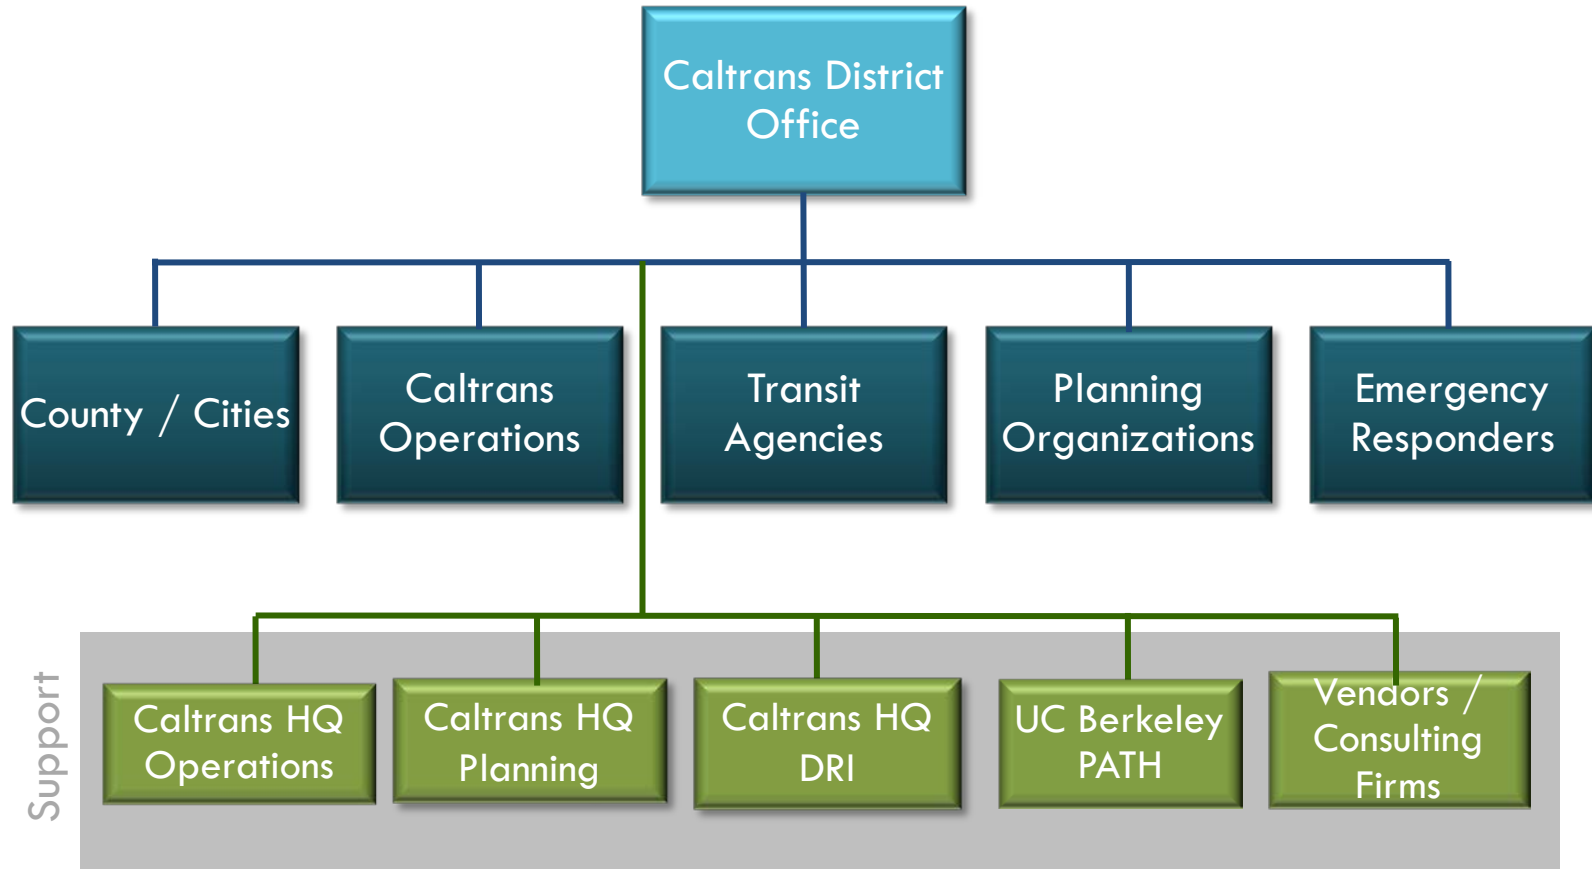 Caltrans District
Office
County / Cities
Caltrans
Operations
Transit
Agencies
Planning
Organizations
Emergency
Responders
Support
Caltrans HQ
Operations
Caltrans HQ
Planning
Caltrans HQ
DRI
UC Berkeley
PATH
Vendors /
Consulting
Firms